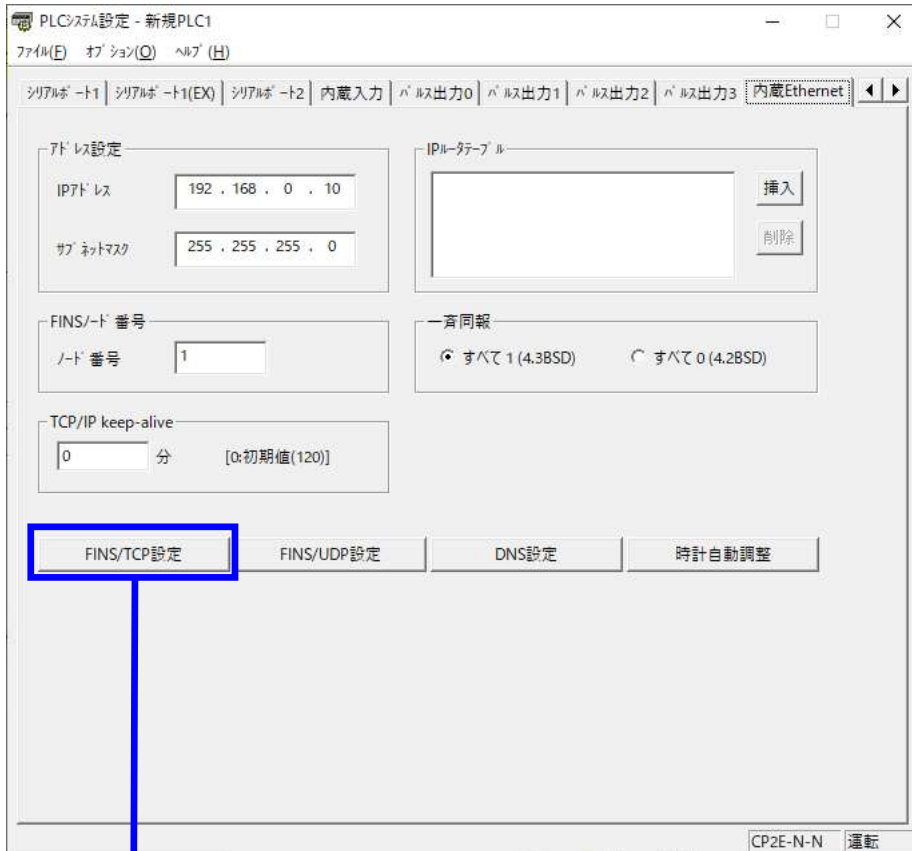 PLCｼｽﾃﾑ設定 - 新規PLC1
ﾌｧｲﾙ(F) ｵﾌﾟｼｮﾝ(O) ﾍﾙﾌﾟ(H)
ｼﾘｱﾙﾎﾟｰﾄ1 ｼﾘｱﾙﾎﾟｰﾄ1(EX) ｼﾘｱﾙﾎﾟｰﾄ2 内蔵入力 ﾊﾟﾙｽ出力0 ﾊﾟﾙｽ出力1 ﾊﾟﾙｽ出力2 ﾊﾟﾙｽ出力3 内蔵Ethernet
ｱﾄﾞﾚｽ設定
IPｱﾄﾞﾚｽ 192 . 168 . 0 . 10
ｻﾌﾞﾈｯﾄﾏｽｸ 255 . 255 . 255 . 0
IPﾙｰﾀﾃｰﾌﾞﾙ
挿入
削除
FINSﾉｰﾄﾞ番号
ﾉｰﾄﾞ番号 1
一斉同報
すべて 1 (4.3BSD) すべて 0 (4.2BSD)
TCP/IP keep-alive
0 分 [0:初期値(120)]
FINS/TCP設定 FINS/UDP設定 DNS設定 時計自動調整
CP2E-N-N 運転